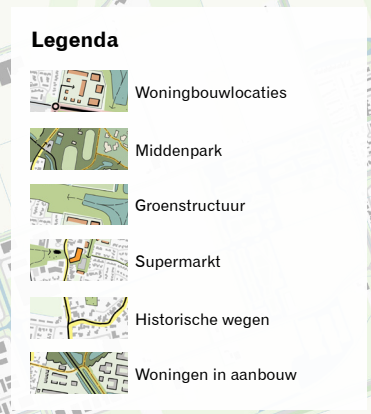 Legenda
Woningbouwlocaties
Middenpark
Groenstructuur
Supermarkt
Historische wegen
Woningen in aanbouw